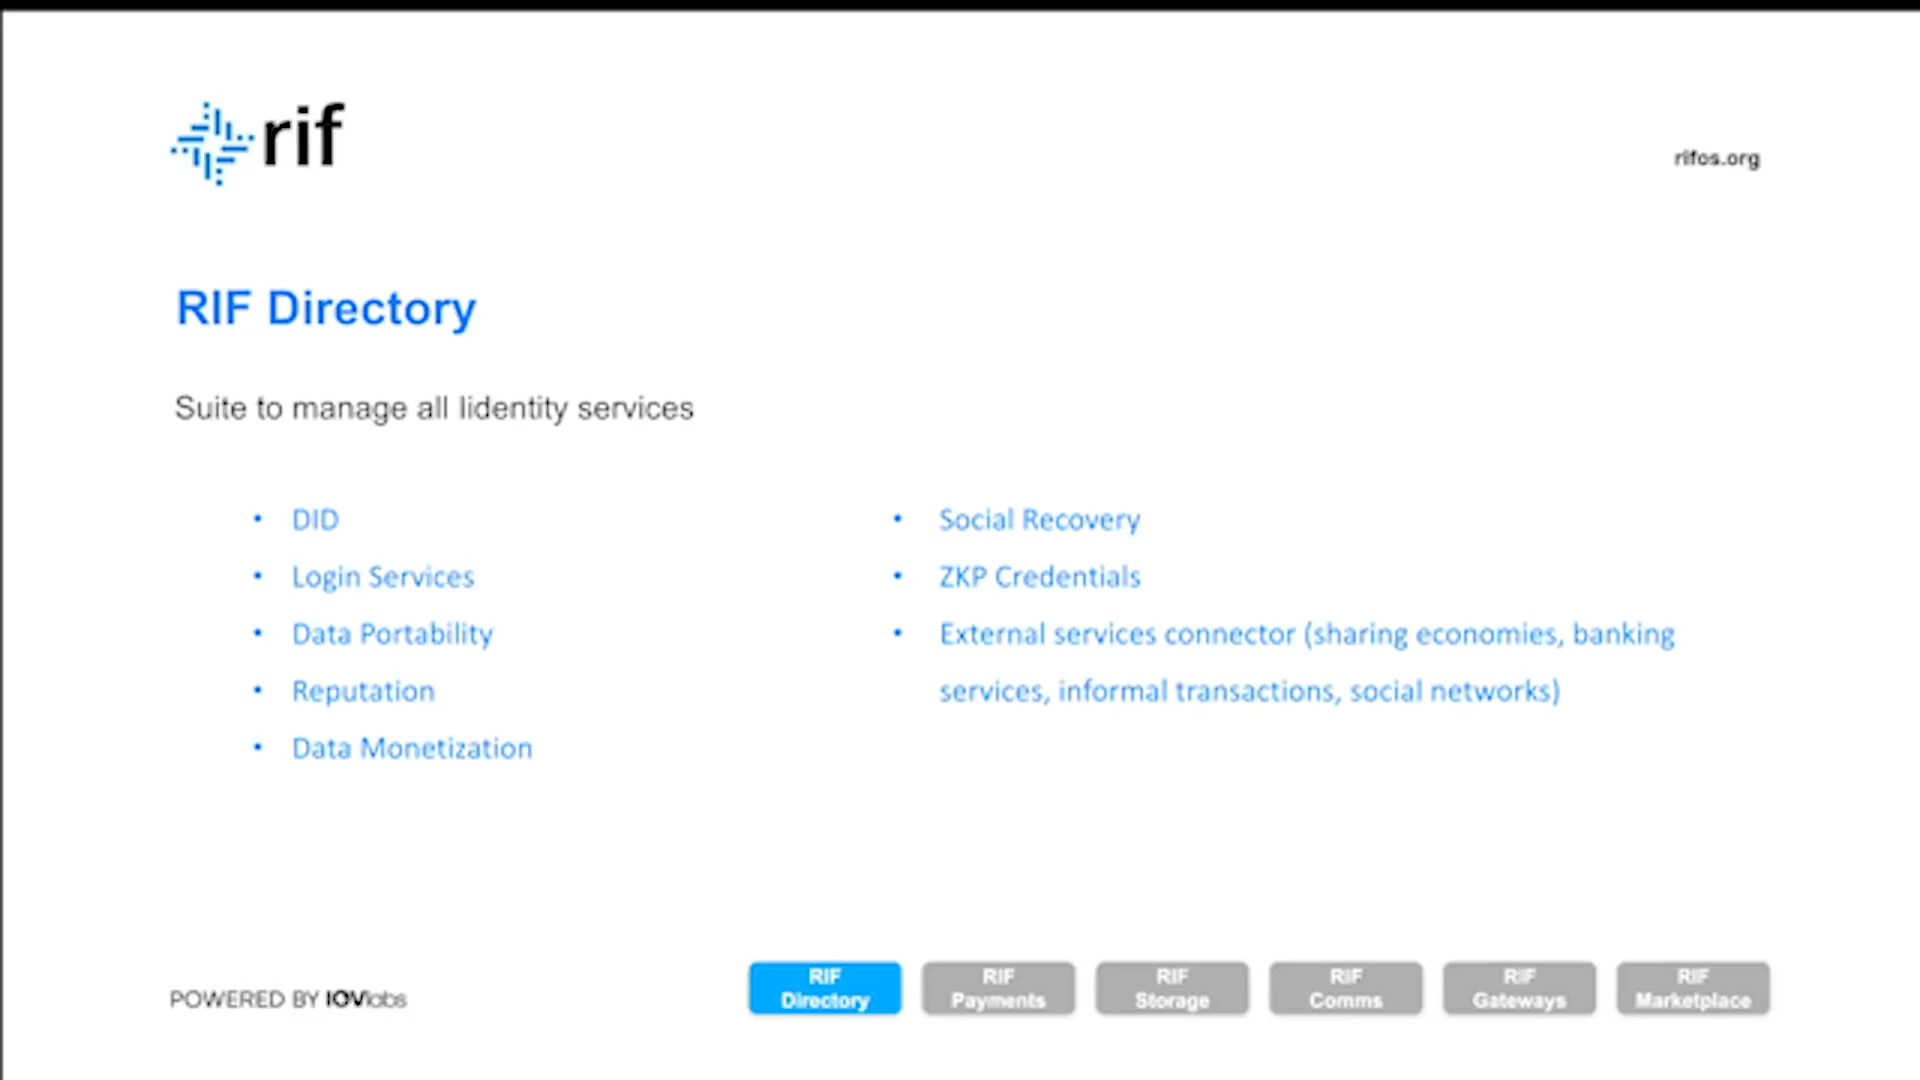 rif
rifos.org
RIF Directory
Suite to manage all Iidentity services
• DID
• Login Services
• Data Portability
• Reputation
• Data Monetization
• Social Recovery
• ZKP Credentials
• External services connector (sharing economies, banking
services, informal transactions, social networks)
POWERED BY IOVlabs
RIF
Directory
RIF
Payments
RIF
Storage
RIF
Comms
RIF
Gateways
RIF
Marketplace